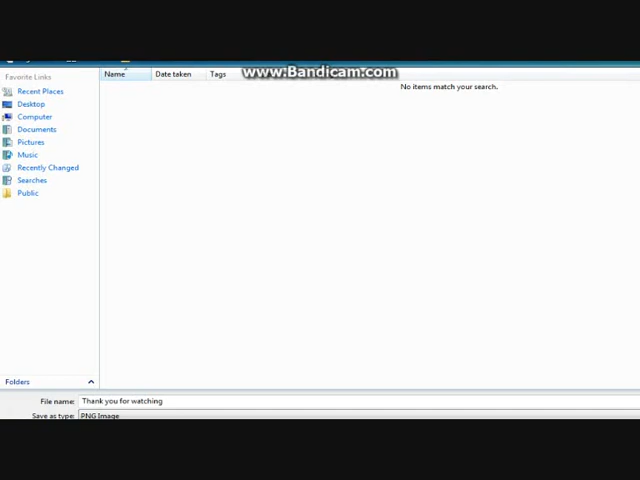 www.Bandicam.com
Favorite Links
Name Date taken Tags
No items match your search.
Recent Places
Desktop
Computer
Documents
Pictures
Music
Recently Changed
Searches
Public
Folders
File name: Thank you for watching
Save as type: PNG Image